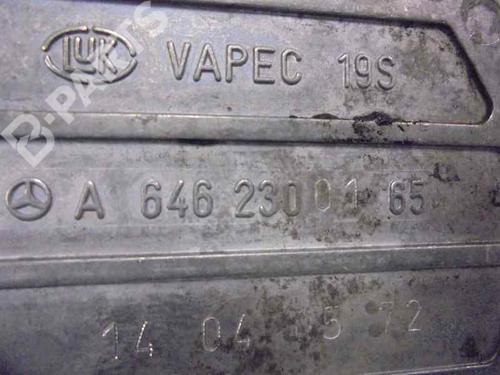 LUK VAPEC 19S
A 646 230 01 65
14 04 5 72
B-PARTS